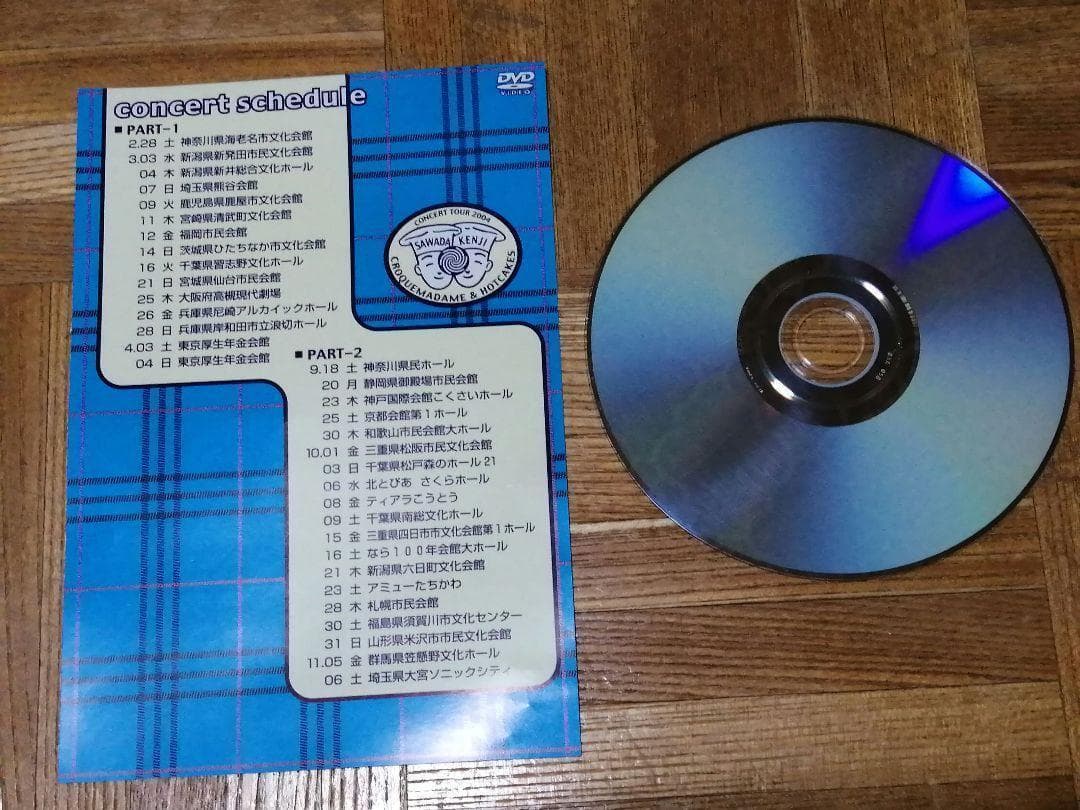 DVD
VIDEO
concert schedule
■ PART-1
2.28 土 神奈川県海老名市文化会館
3.03 水 新潟県新発田市民文化会館
04 木 新潟県新井総合文化ホール
07 日 埼玉県熊谷会館
09 火 鹿児島県鹿屋市文化会館
11 木 宮崎県清武町文化会館
12 金 福岡市民会館
14 日 茨城県ひたちなか市文化会館
16 火 千葉県習志野文化ホール
21 日 宮城県仙台市民会館
25 木 大阪府高槻現代劇場
26 金 兵庫県尼崎アルカイックホール
28 日 兵庫県岸和田市立浪切ホール
4.03 土 東京厚生年金会館
04 日 東京厚生年金会館
CONCERT TOUR 2004
SAWADA KENJI
CROQUEMADAME & HOTCAKES
■ PART-2
9.18 土 神奈川県民ホール
20 月 静岡県御殿場市民会館
23 木 神戸国際会館こくさいホール
25 土 京都会館第1ホール
30 木 和歌山市民会館大ホール
10.01 金 三重県松阪市民文化会館
03 日 千葉県松戸森のホール21
06 水 北とぴあ さくらホール
08 金 ティアラこうとう
09 土 千葉県南総文化ホール
15 金 三重県四日市市文化会館第1ホール
16 土 なら100年会館大ホール
21 木 新潟県六日町文化会館
23 土 アミューたちかわ
28 木 札幌市民会館
30 土 福島県須賀川市文化センター
31 日 山形県米沢市市民文化会館
11.05 金 群馬県笠懸野文化ホール
06 土 埼玉県大宮ソニックシティ